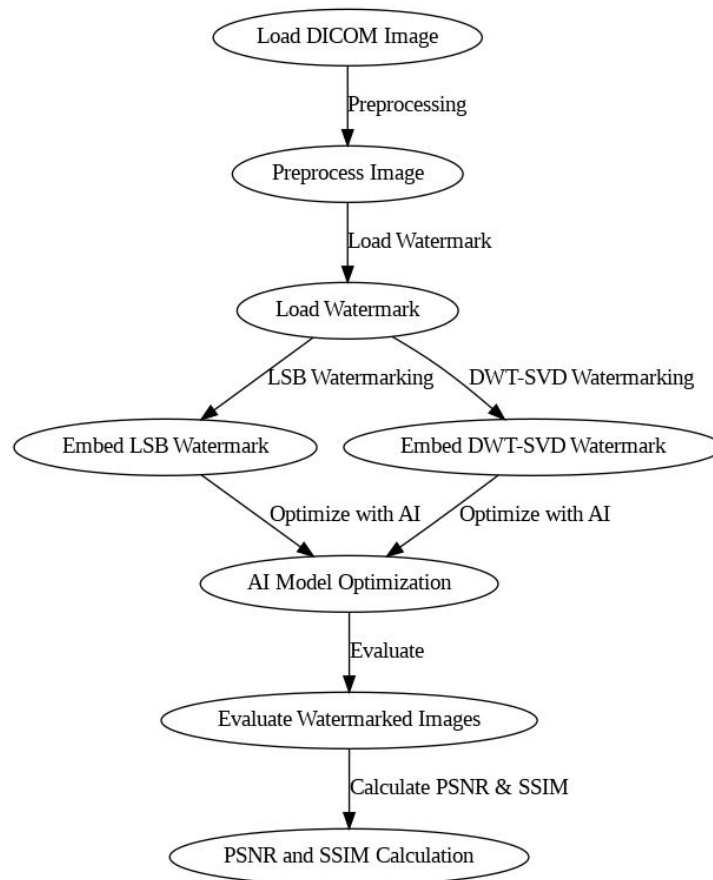 Load DICOM Image
Preprocessing
Preprocess Image
Load Watermark
Load Watermark
LSB Watermarking
DWT-SVD Watermarking
Embed LSB Watermark
Embed DWT-SVD Watermark
Optimize with AI
Optimize with AI
AI Model Optimization
Evaluate
Evaluate Watermarked Images
Calculate PSNR & SSIM
PSNR and SSIM Calculation